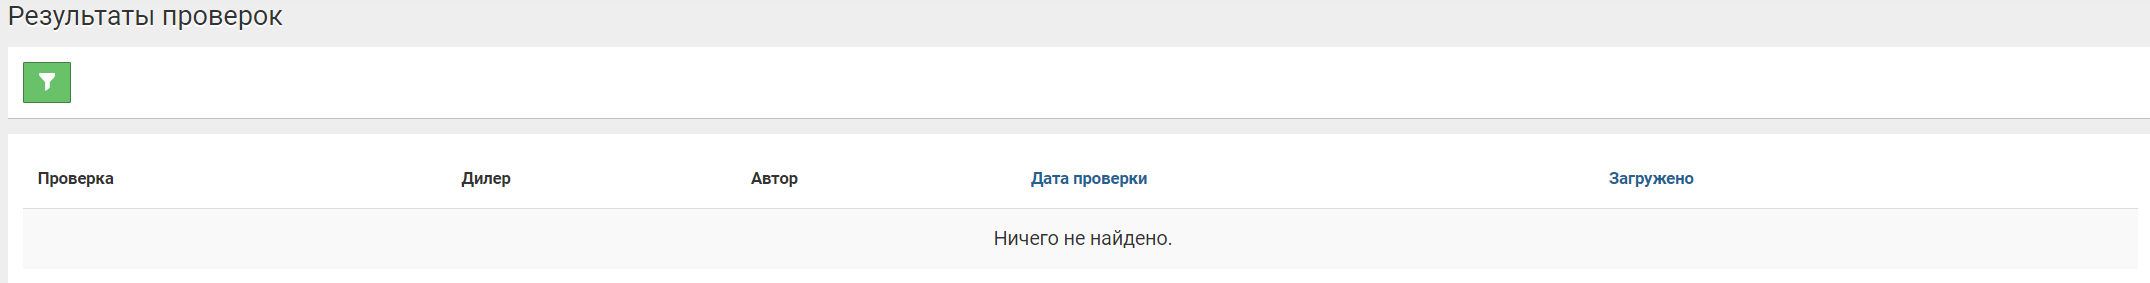 Результаты проверок
Проверка Дилер Автор Дата проверки Загружено
Ничего не найдено.